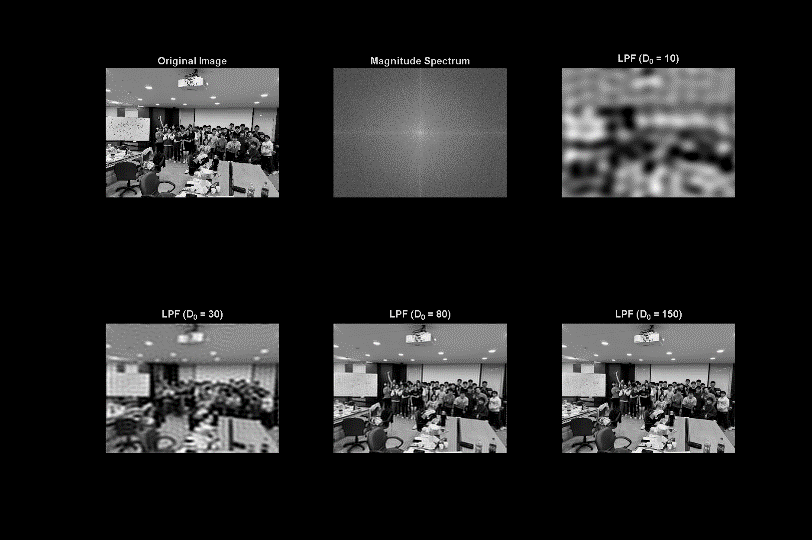 Original Image
Magnitude Spectrum
LPF (D₀ = 10)
LPF (D₀ = 30)
LPF (D₀ = 80)
LPF (D₀ = 150)